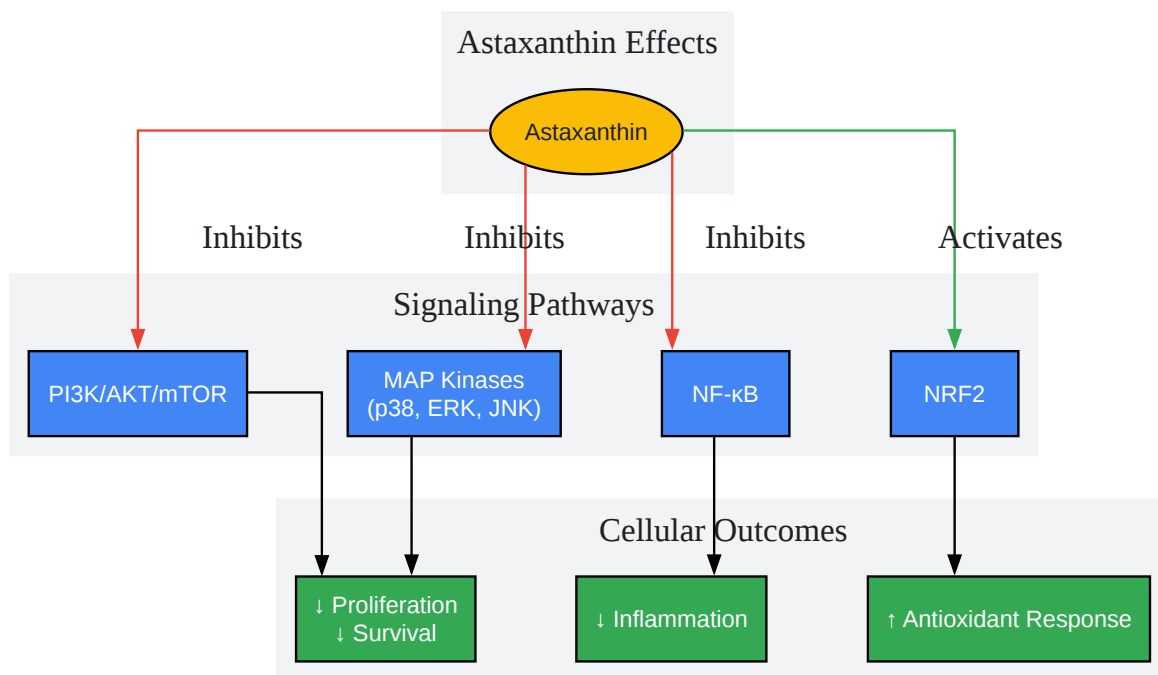 Astaxanthin Effects
Astaxanthin
Inhibits
Inhibits
Inhibits
Activates
Signaling Pathways
PI3K/AKT/mTOR
MAP Kinases
(p38, ERK, JNK)
NF-κB
NRF2
Cellular Outcomes
↓ Proliferation
↓ Survival
↓ Inflammation
↑ Antioxidant Response